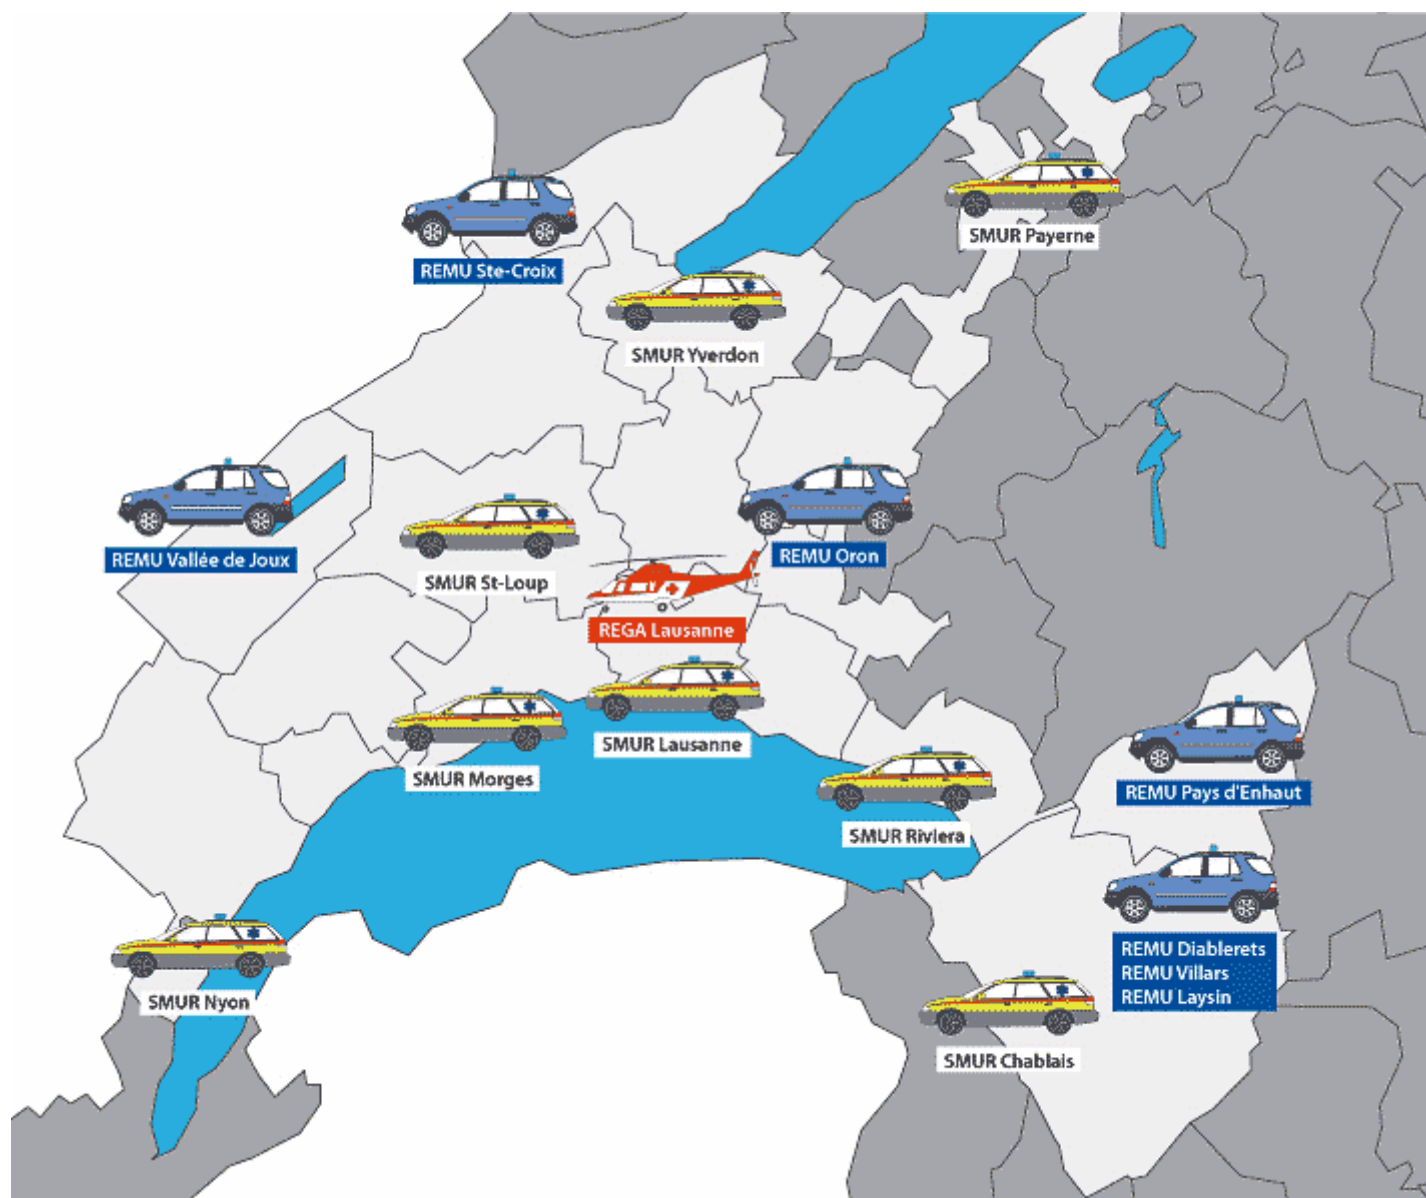 SMUR Payerne
REMU Ste-Croix
SMUR Yverdon
REMU Vallée de Joux
SMUR St-Loup
REMU Oron
REGA Lausanne
SMUR Lausanne
SMUR Morges
REMU Pays d'Enhaut
SMUR Riviera
REMU Diablerets
REMU Villars
REMU Laysin
SMUR Nyon
SMUR Chablais